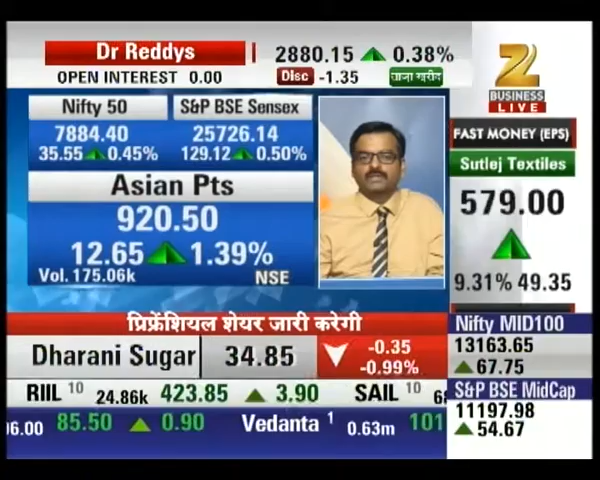 Dr Reddys
2880.15 0.38%
OPEN INTEREST 0.00
Disc -1.35 ताजा खरीद
Z
BUSINESS
LIVE
Nifty 50
7884.40
35.55 0.45%
S&P BSE Sensex
25726.14
129.12 0.50%
Asian Pts
920.50
12.65 1.39%
Vol. 175.06k NSE
FAST MONEY (EPS)
Sutlej Textiles
579.00
9.31% 49.35
प्रिफ्रेंशियल शेयर जारी करेगी
Dharani Sugar 34.85 -0.35
-0.99%
Nifty MID100
13163.65
67.75
S&P BSE MidCap
11197.98
54.67
RIIL 10 24.86k 423.85 3.90 SAIL 10
96.00 85.50 0.90 Vedanta 1 0.63m 101